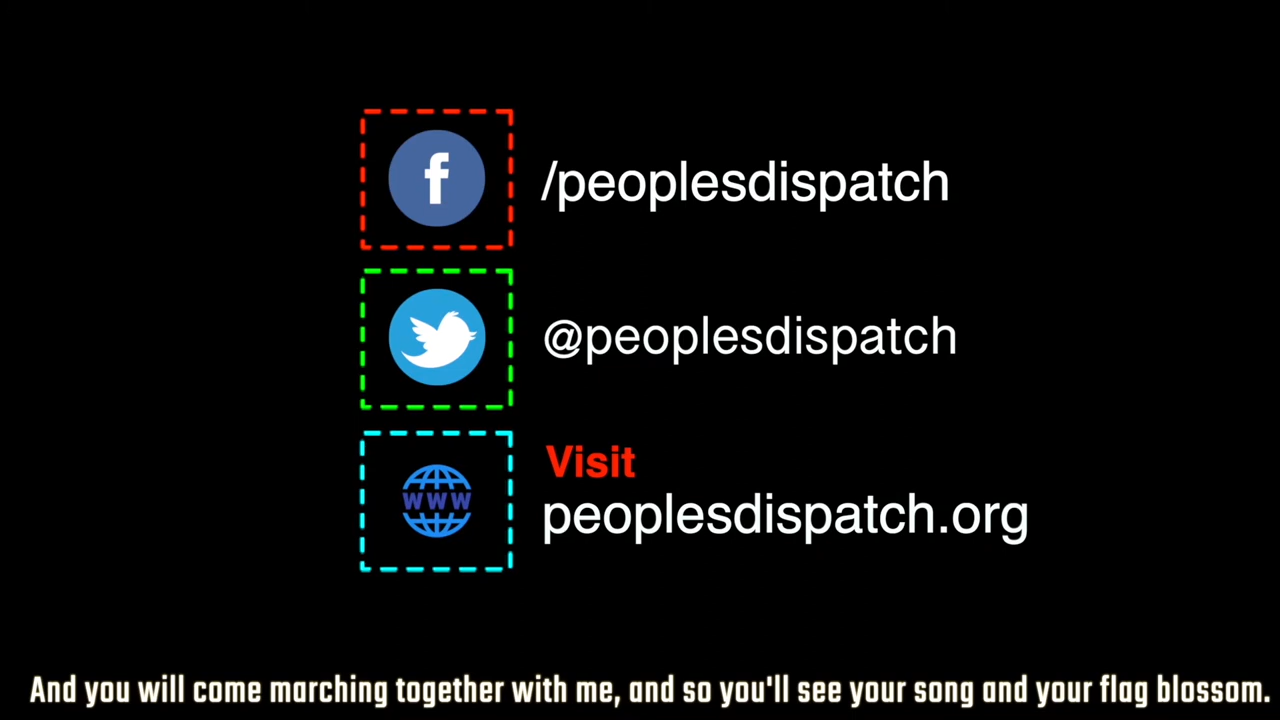 f
/peoplesdispatch
@peoplesdispatch
www
Visit
peoplesdispatch.org
And you will come marching together with me, and so you'll see your song and your flag blossom.